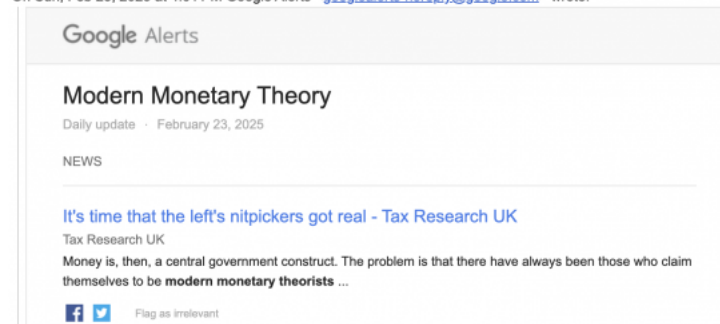 Google Alerts
Modern Monetary Theory
Daily update · February 23, 2025
NEWS
It's time that the left's nitpickers got real - Tax Research UK
Tax Research UK
Money is, then, a central government construct. The problem is that there have always been those who claim
themselves to be modern monetary theorists ...
Flag as irrelevant